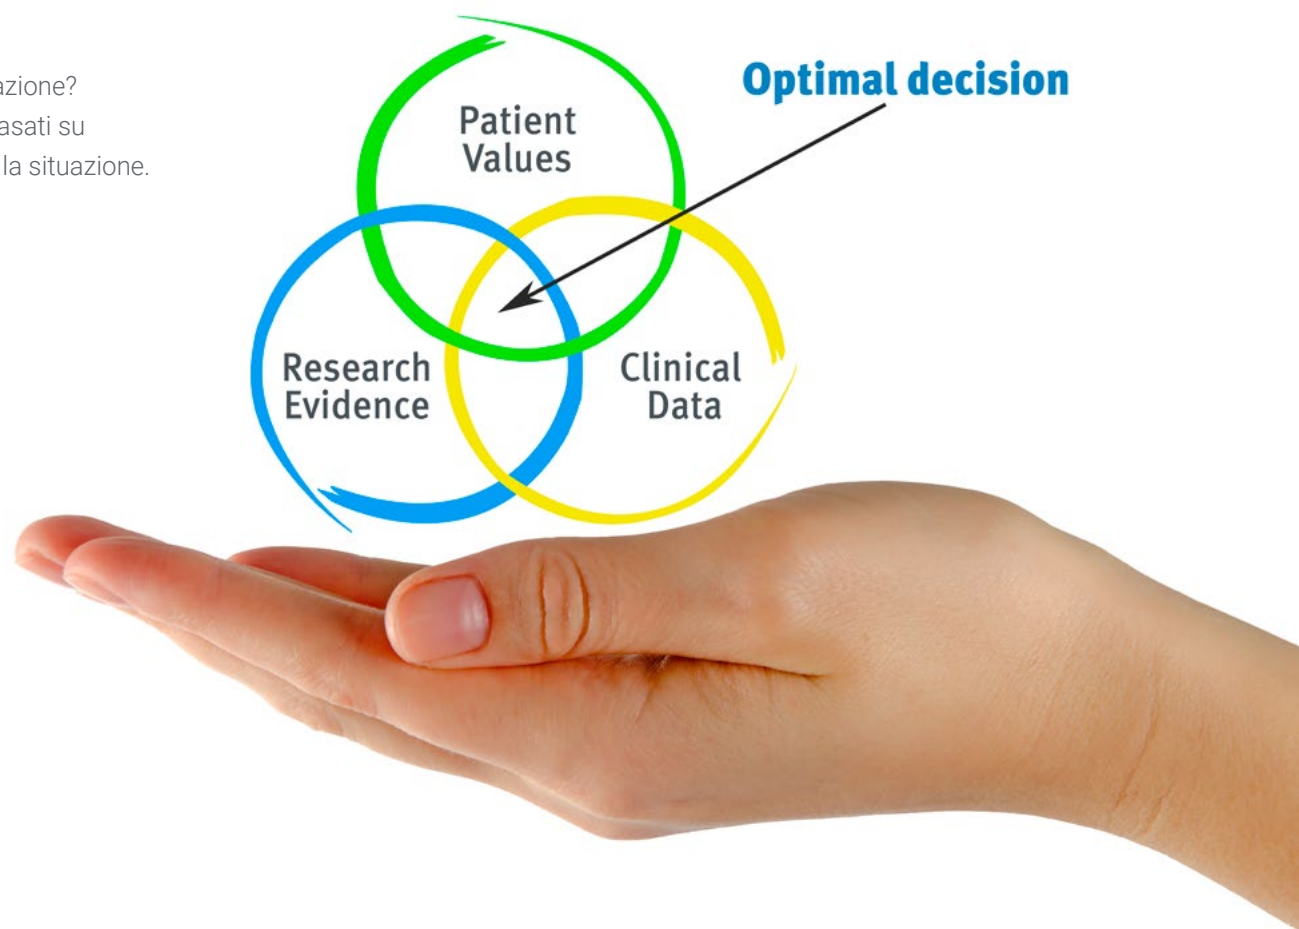 azione?
asati su
la situazione.
Optimal decision
Patient
Values
Research
Evidence
Clinical
Data